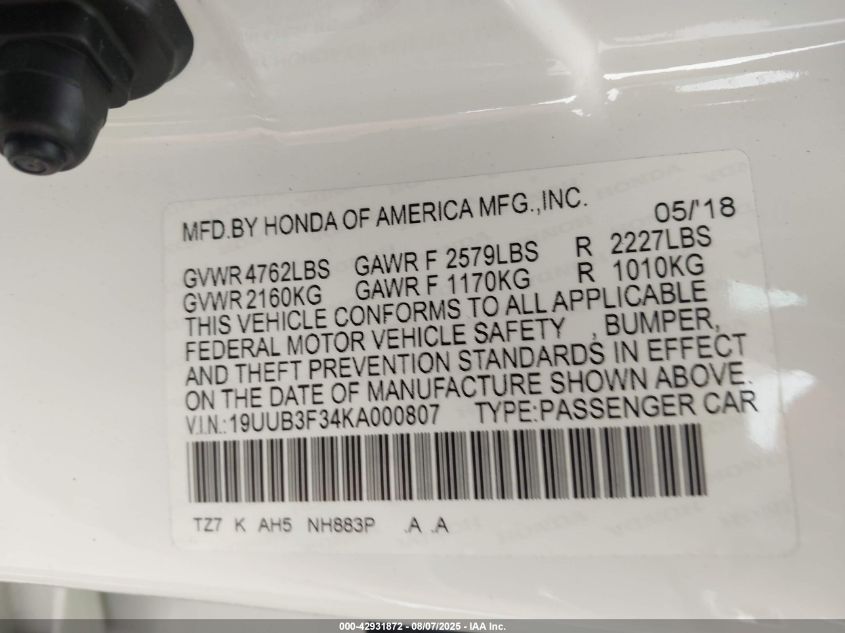 MFD.BY HONDA OF AMERICA MFG.,INC. 05/'18
GVWR 4762LBS GAWR F 2579LBS R 2227LBS
GVWR 2160KG GAWR F 1170KG R 1010KG
THIS VEHICLE CONFORMS TO ALL APPLICABLE
FEDERAL MOTOR VEHICLE SAFETY , BUMPER,
AND THEFT PREVENTION STANDARDS IN EFFECT
ON THE DATE OF MANUFACTURE SHOWN ABOVE.
V.I.N.:19UUB3F34KA000807 TYPE:PASSENGER CAR
TZ7 K AH5 NH883P .A .A
000-42931872 - 08/07/2025 - IAA Inc.